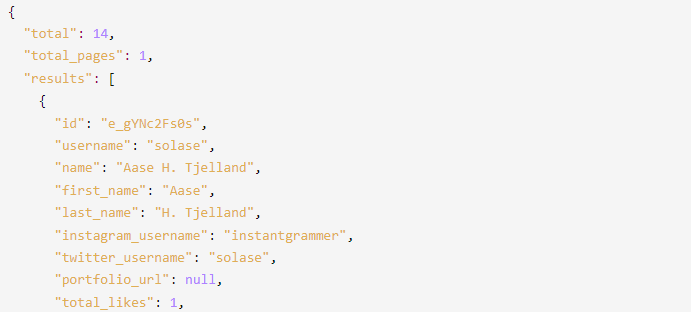 {
"total": 14,
"total_pages": 1,
"results": [
{
"id": "e_gYNc2Fs0s",
"username": "solase",
"name": "Aase H. Tjelland",
"first_name": "Aase",
"last_name": "H. Tjelland",
"instagram_username": "instantgrammer",
"twitter_username": "solase",
"portfolio_url": null,
"total_likes": 1,